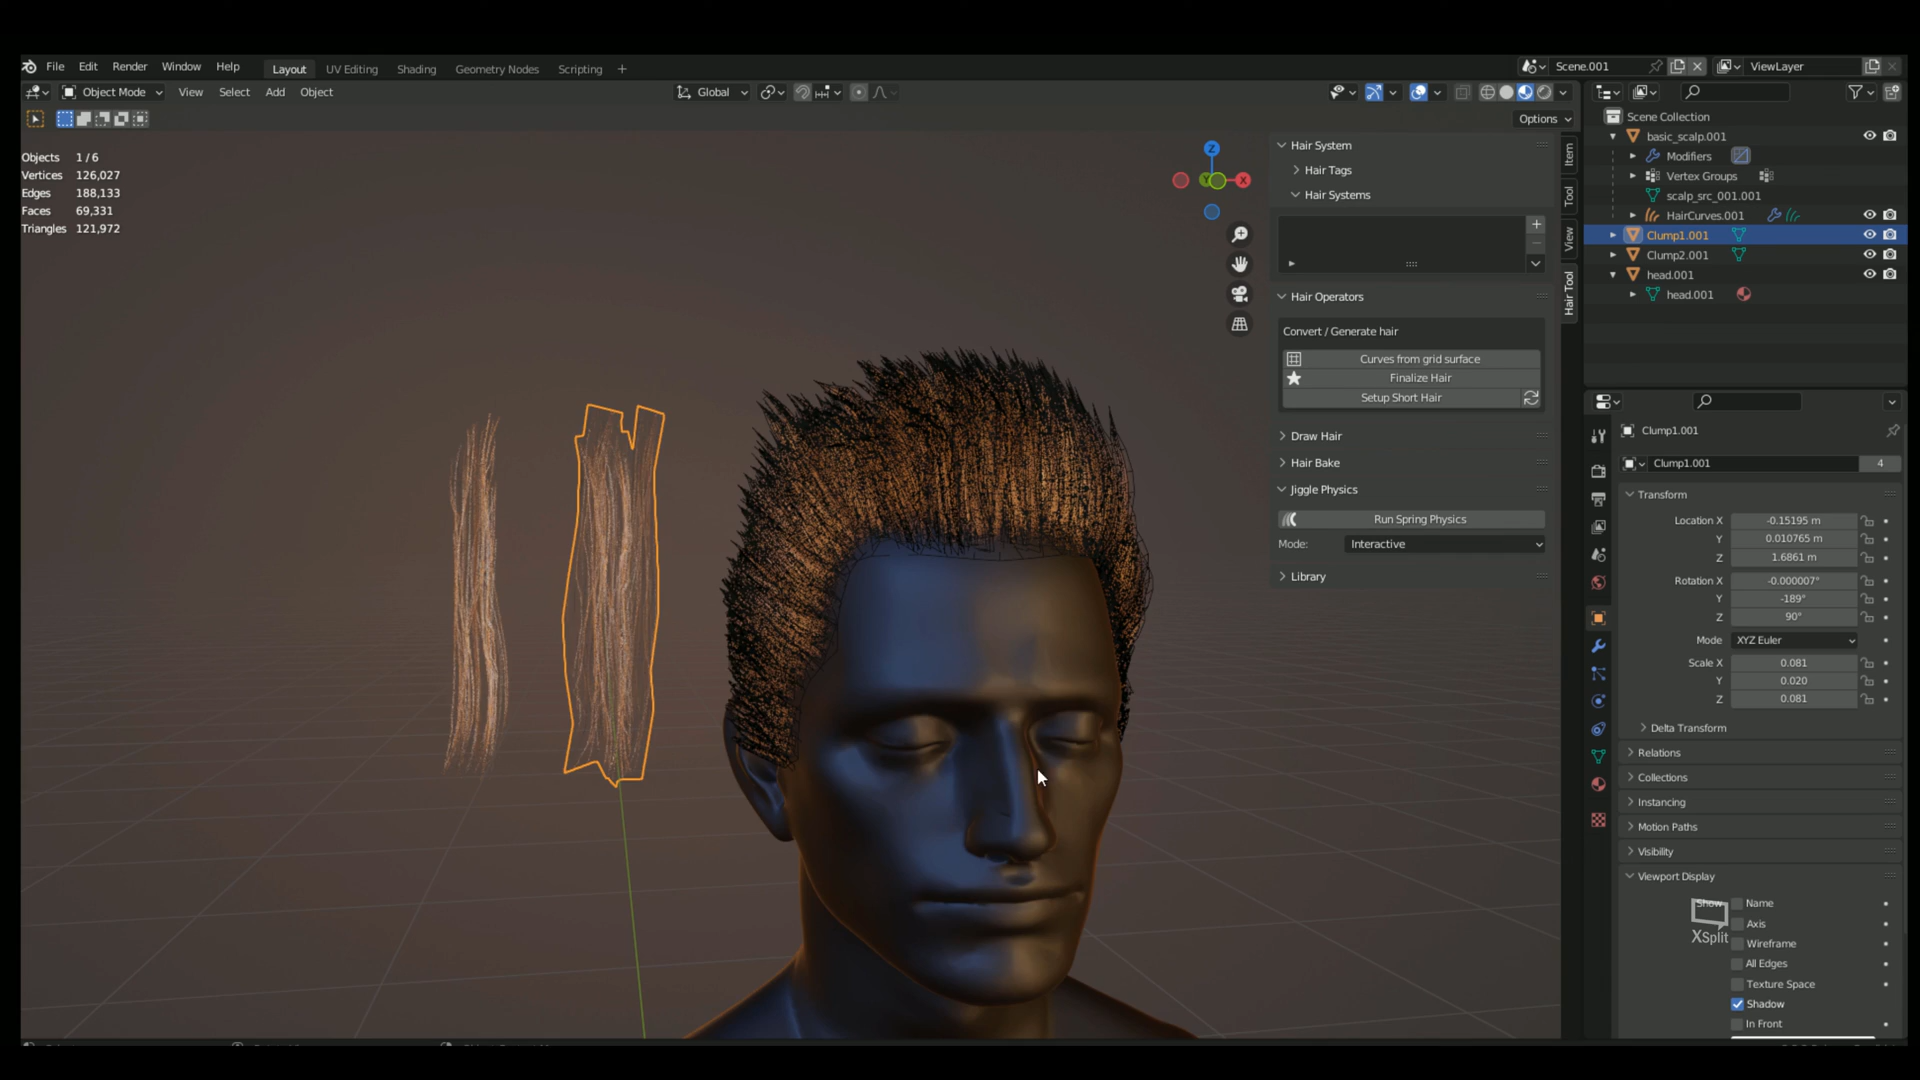 File Edit Render Window Help Layout UV Editing Shading Geometry Nodes Scripting + Scene.001 ViewLayer
Object Mode View Select Add Object Global
Options
Objects 1 / 6
Vertices 126,027
Edges 188,133
Faces 69,331
Triangles 121,972
Z
Y
X
Hair System
Hair Tags
Hair Systems
Hair Operators
Convert / Generate hair
Curves from grid surface
Finalize Hair
Setup Short Hair
Draw Hair
Hair Bake
Jiggle Physics
Run Spring Physics
Mode: Interactive
Library
Item
Tool
View
Hair Tool
Scene Collection
basic_scalp.001
Modifiers
Vertex Groups
scalp_src_001.001
HairCurves.001
Clump1.001
Clump2.001
head.001
head.001
Clump1.001
Clump1.001 4
Transform
Location X -0.15195 m
Y 0.010765 m
Z 1.6861 m
Rotation X -0.000007°
Y -189°
Z 90°
Mode XYZ Euler
Scale X 0.081
Y 0.020
Z 0.081
Delta Transform
Relations
Collections
Instancing
Motion Paths
Visibility
Viewport Display
Show Name
Axis
XSplit
Wireframe
All Edges
Texture Space
Shadow
In Front